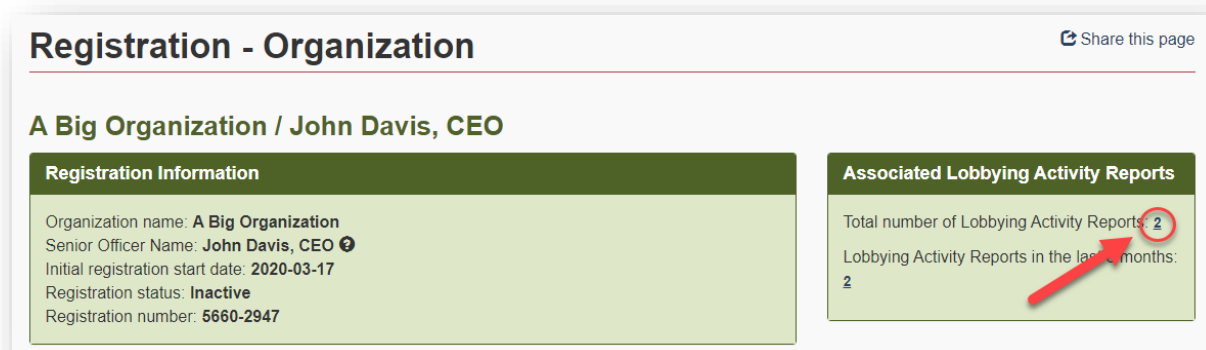 Registration - Organization
Share this page
A Big Organization / John Davis, CEO
Registration Information
Organization name: A Big Organization
Senior Officer Name: John Davis, CEO
Initial registration start date: 2020-03-17
Registration status: Inactive
Registration number: 5660-2947
Associated Lobbying Activity Reports
Total number of Lobbying Activity Reports: 2
Lobbying Activity Reports in the last months:
2